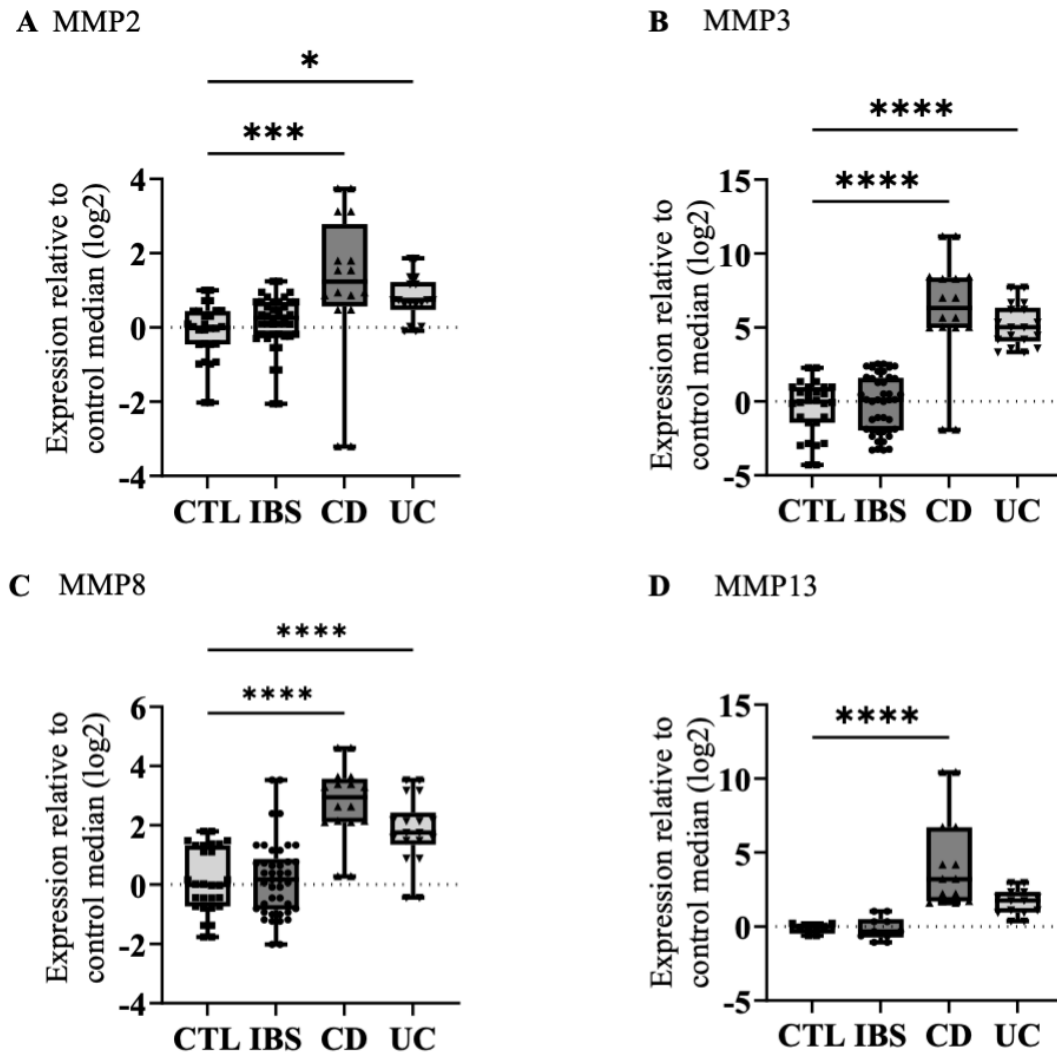 A MMP2
*
***
Expression relative to
control median (log2)
4
2
0
-2
-4
CTL IBS CD UC
B MMP3
****
****
Expression relative to
control median (log2)
15
10
5
0
-5
CTL IBS CD UC
C MMP8
****
****
Expression relative to
control median (log2)
6
4
2
0
-2
-4
CTL IBS CD UC
D MMP13
****
Expression relative to
control median (log2)
15
10
5
0
-5
CTL IBS CD UC